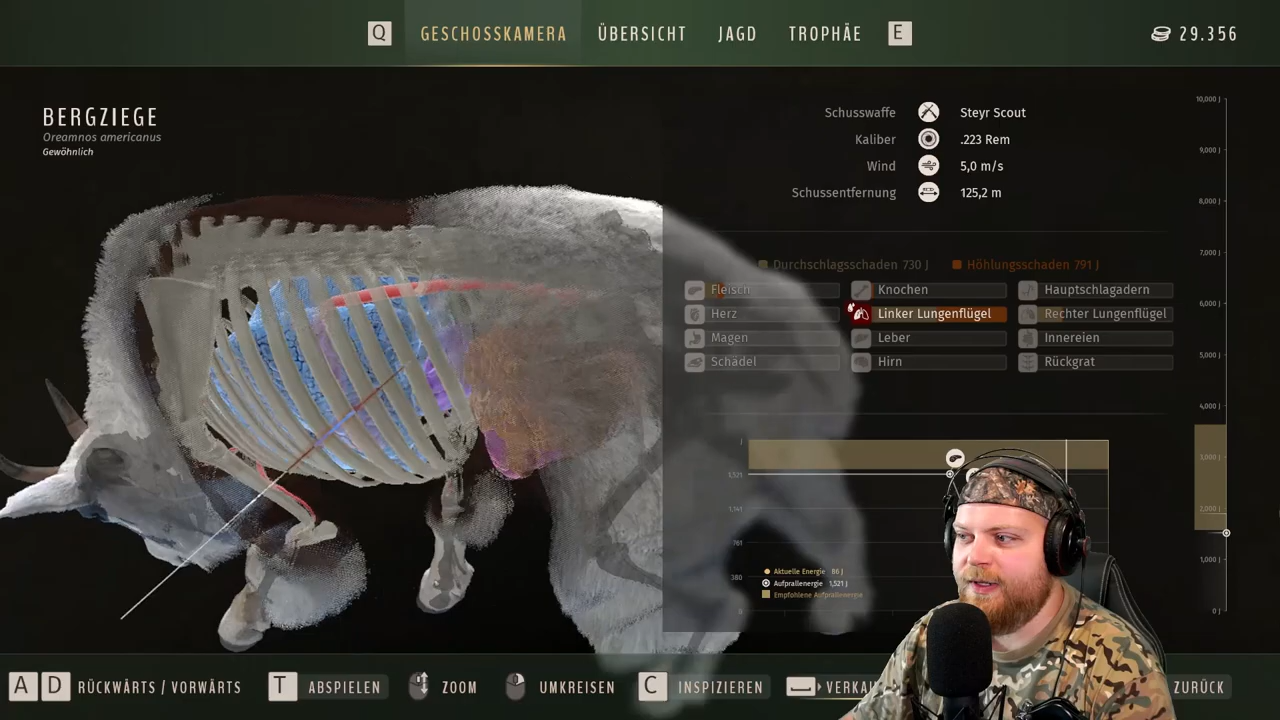 Q GESCHOSSKAMERA ÜBERSICHT JAGD TROPHÄE E 29.356
BERGZIEGE
Oreamnos americanus
Gewöhnlich
Schusswaffe Steyr Scout
Kaliber .223 Rem
Wind 5,0 m/s
Schussentfernung 125,2 m
Durchschlagsschaden 730 J Höhlungsschaden 791 J
Fleisch Knochen Hauptschlagadern
Herz Linker Lungenflügel Rechter Lungenflügel
Magen Leber Innereien
Schädel Hirn Rückgrat
10,000 J
9,000 J
8,000 J
7,000 J
6,000 J
5,000 J
4,000 J
3,000 J
2,000 J
1,000 J
0 J
J
1,521
1,141
761
380
0
Aktuelle Energie 86 J
Aufprallenergie 1,521 J
Empfohlene Aufprallenergie
A D RÜCKWÄRTS / VORWÄRTS T ABSPIELEN ZOOM UMKREISEN C INSPIZIEREN VERKAU ZURÜCK